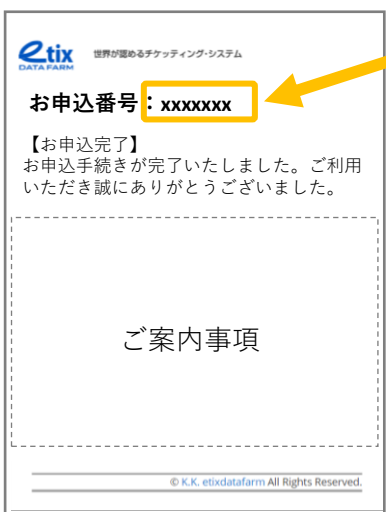 etix
DATA FARM
世界が認めるチケッティング・システム
お申込番号：xxxxxxx
【お申込完了】
お申込手続きが完了いたしました。ご利用
いただき誠にありがとうございました。
ご案内事項
© K.K. etixdatafarm All Rights Reserved.